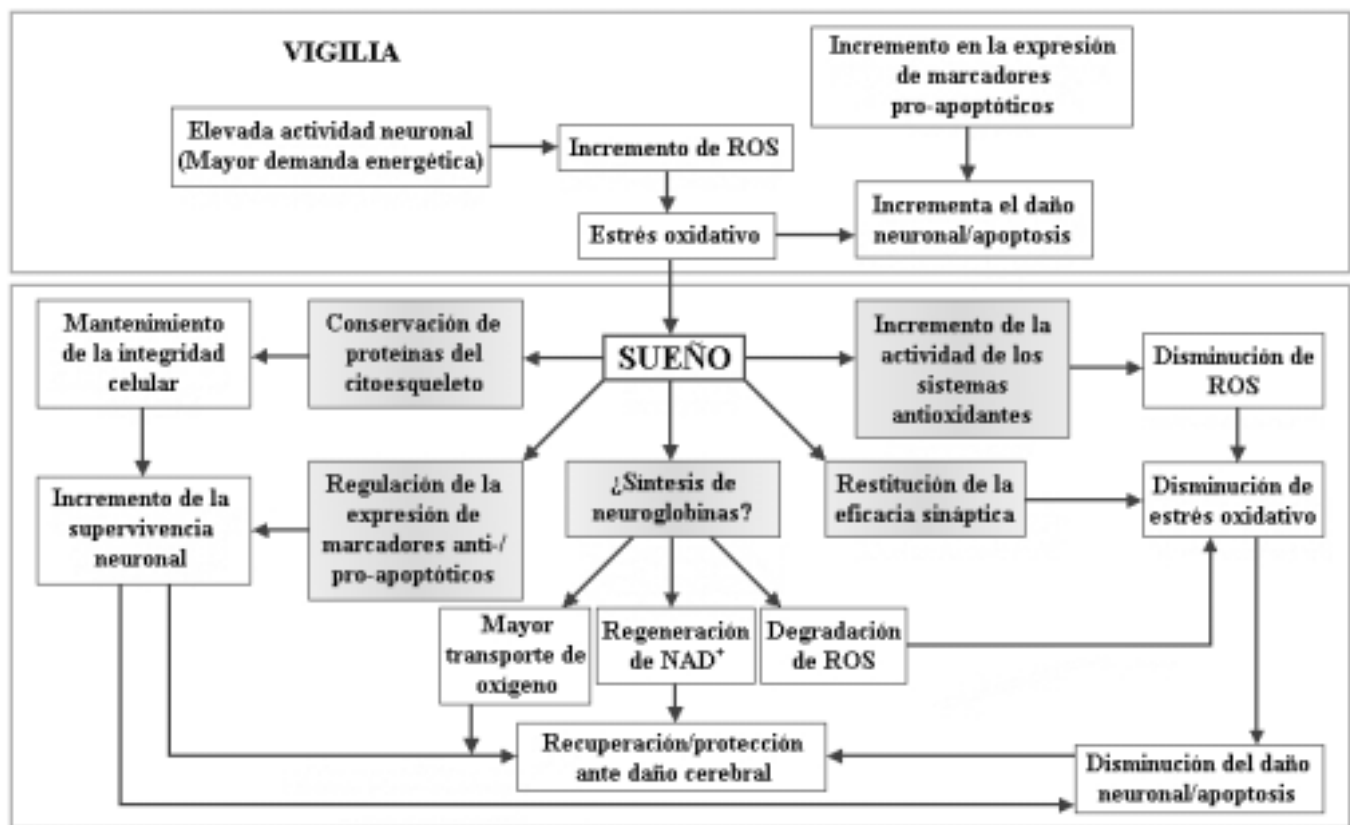 VIGILIA
Incremento en la expresión
de marcadores
pro-apoptóticos
Elevada actividad neuronal
(Mayor demanda energética)
Incremento de ROS
Estrés oxidativo
Incrementa el daño
neuronal/apoptosis
Mantenimiento
de la integridad
celular
Conservación de
proteínas del
citoesqueleto
SUEÑO
Incremento de la
actividad de los
sistemas
antioxidantes
Disminución de
ROS
Incremento de la
supervivencia
neuronal
Regulación de la
expresión de
marcadores anti-/
pro-apoptóticos
¿Síntesis de
neuroglobinas?
Restitución de la
eficacia sináptica
Disminución de
estrés oxidativo
Mayor
transporte de
oxígeno
Regeneración
de NAD⁺
Degradación
de ROS
Recuperación/protección
ante daño cerebral
Disminución del daño
neuronal/apoptosis